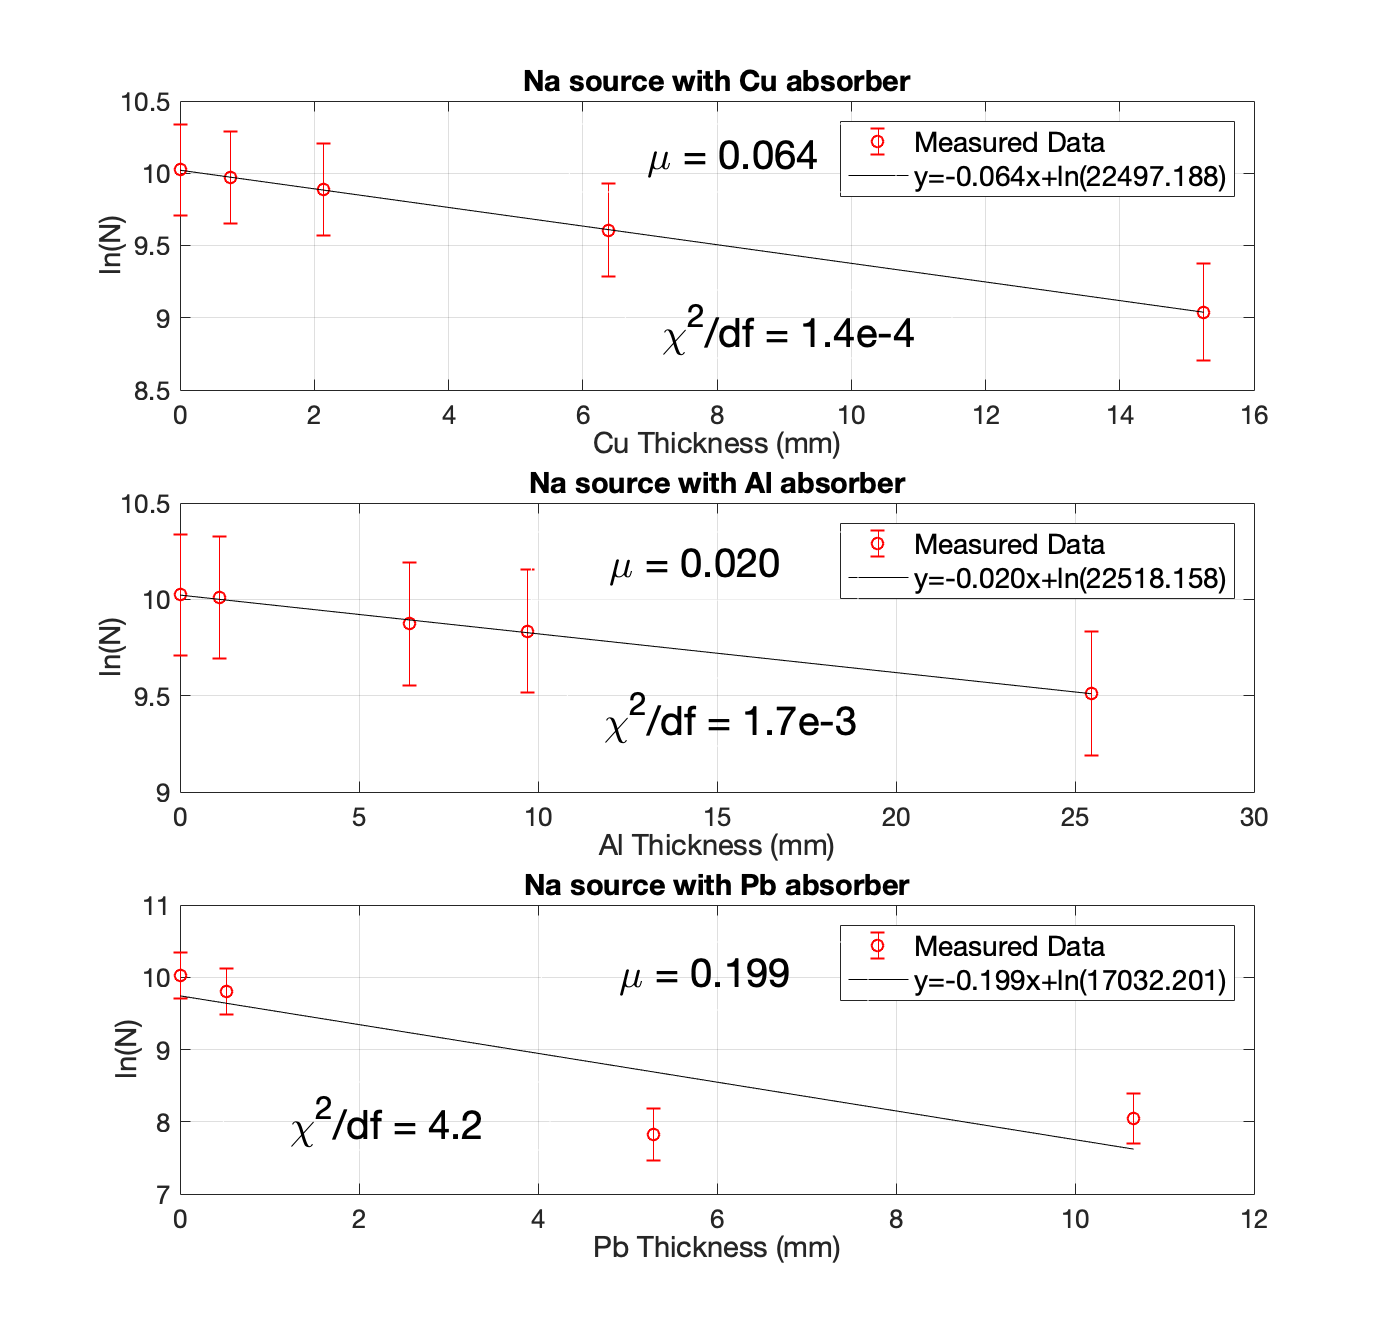 Na source with Cu absorber
10.5
10
9.5
9
8.5
ln(N)
μ = 0.064
Measured Data
y=-0.064x+ln(22497.188)
χ²/df = 1.4e-4
0 2 4 6 8 10 12 14 16
Cu Thickness (mm)
Na source with Al absorber
10.5
10
9.5
9
ln(N)
μ = 0.020
Measured Data
y=-0.020x+ln(22518.158)
χ²/df = 1.7e-3
0 5 10 15 20 25 30
Al Thickness (mm)
Na source with Pb absorber
11
10
9
8
7
ln(N)
μ = 0.199
Measured Data
y=-0.199x+ln(17032.201)
χ²/df = 4.2
0 2 4 6 8 10 12
Pb Thickness (mm)